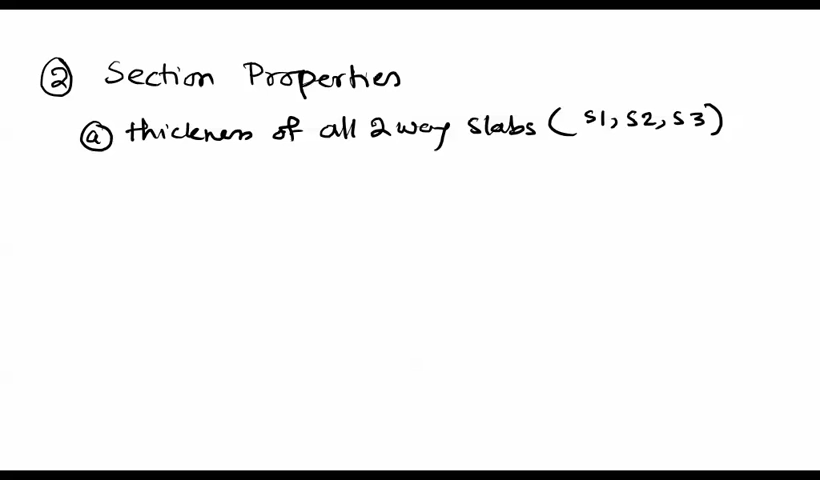 ② Section Properties
ⓐ thickness of all 2 way slabs ( S1, S2, S3 )